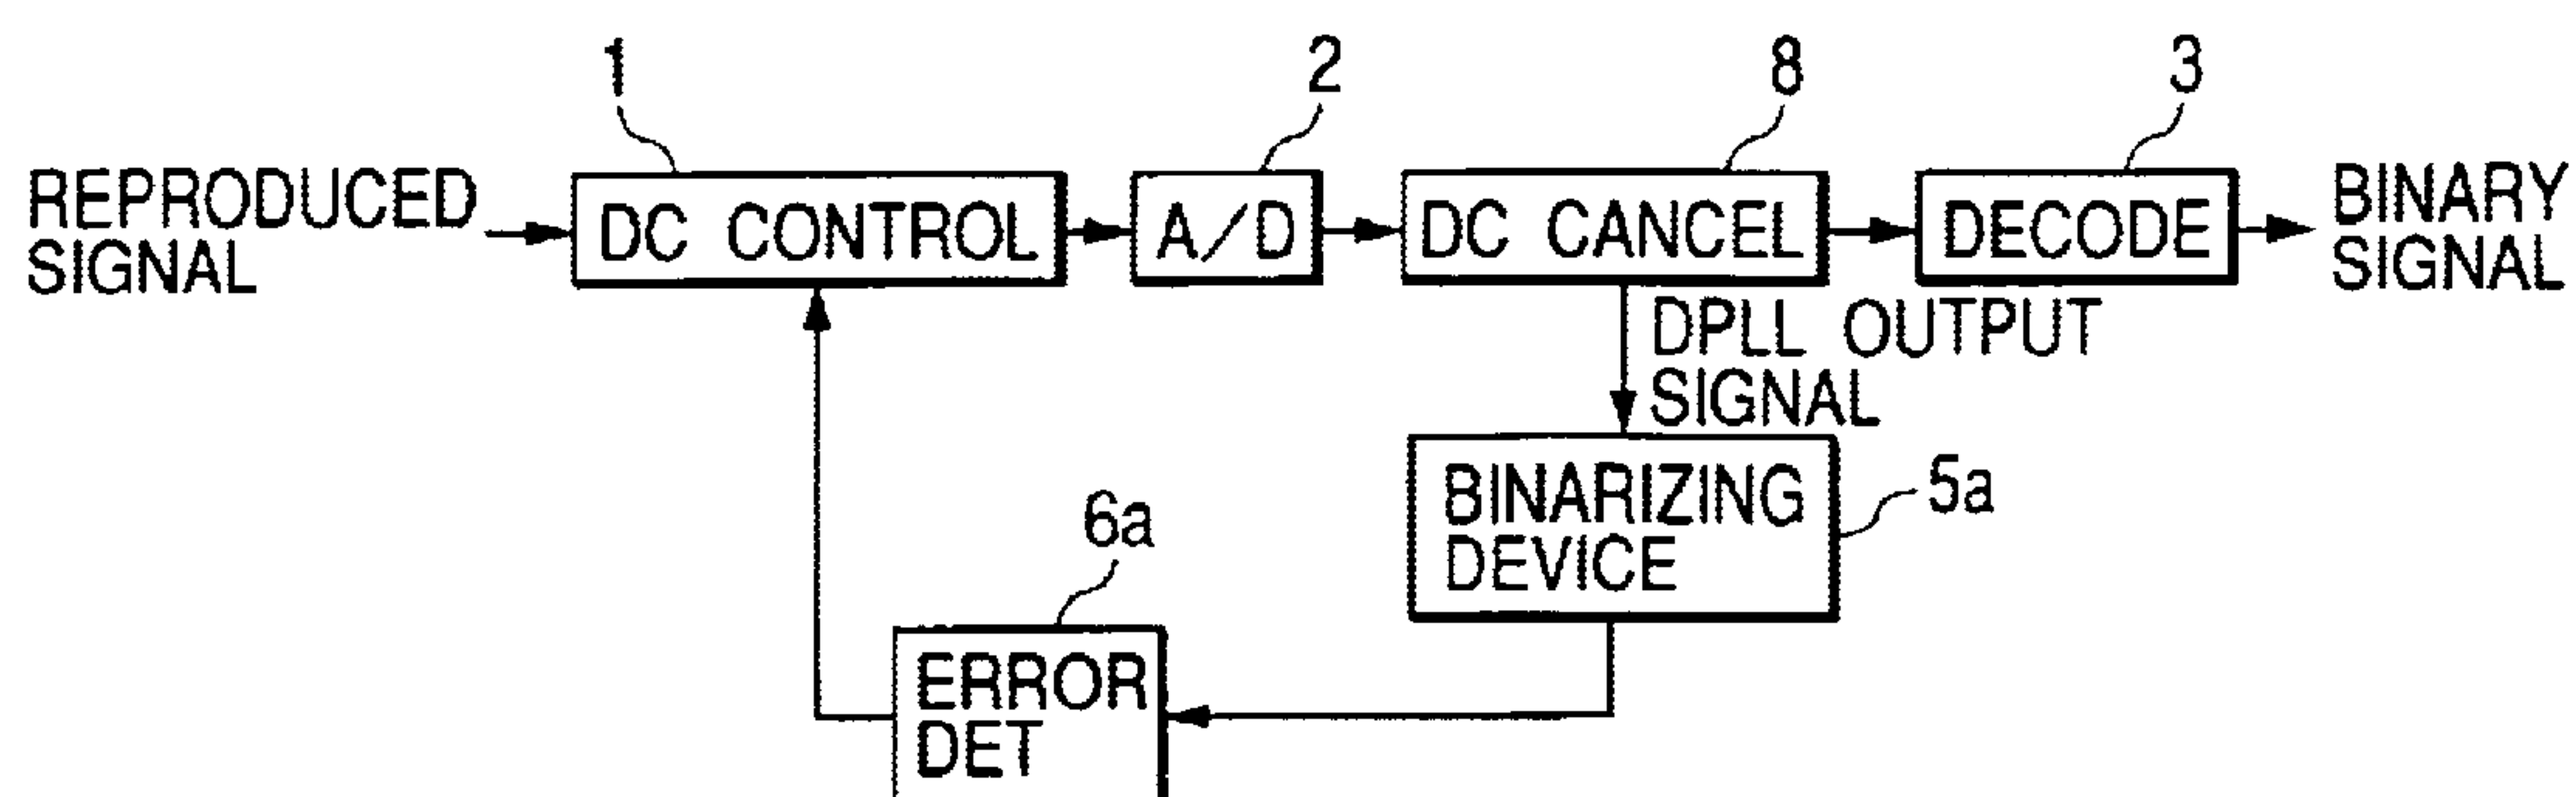 1
2
8
3
REPRODUCED
SIGNAL
DC CONTROL
A/D
DC CANCEL
DECODE
BINARY
SIGNAL
DPLL OUTPUT
SIGNAL
BINARIZING
DEVICE
5a
6a
ERROR
DET